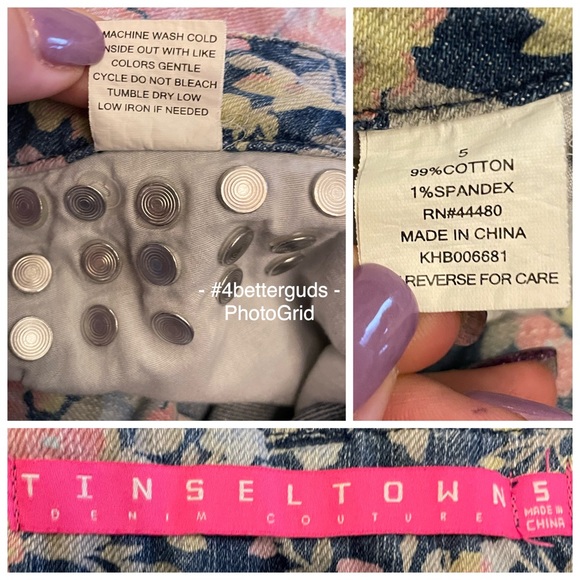 MACHINE WASH COLD
INSIDE OUT WITH LIKE
COLORS GENTLE
CYCLE DO NOT BLEACH
TUMBLE DRY LOW
LOW IRON IF NEEDED
- #4betterguds -
PhotoGrid
5
99%COTTON
1%SPANDEX
RN#44480
MADE IN CHINA
KHB006681
REVERSE FOR CARE
TINSELTOWN
DENIM COUTURE
5
MADE IN
CHINA